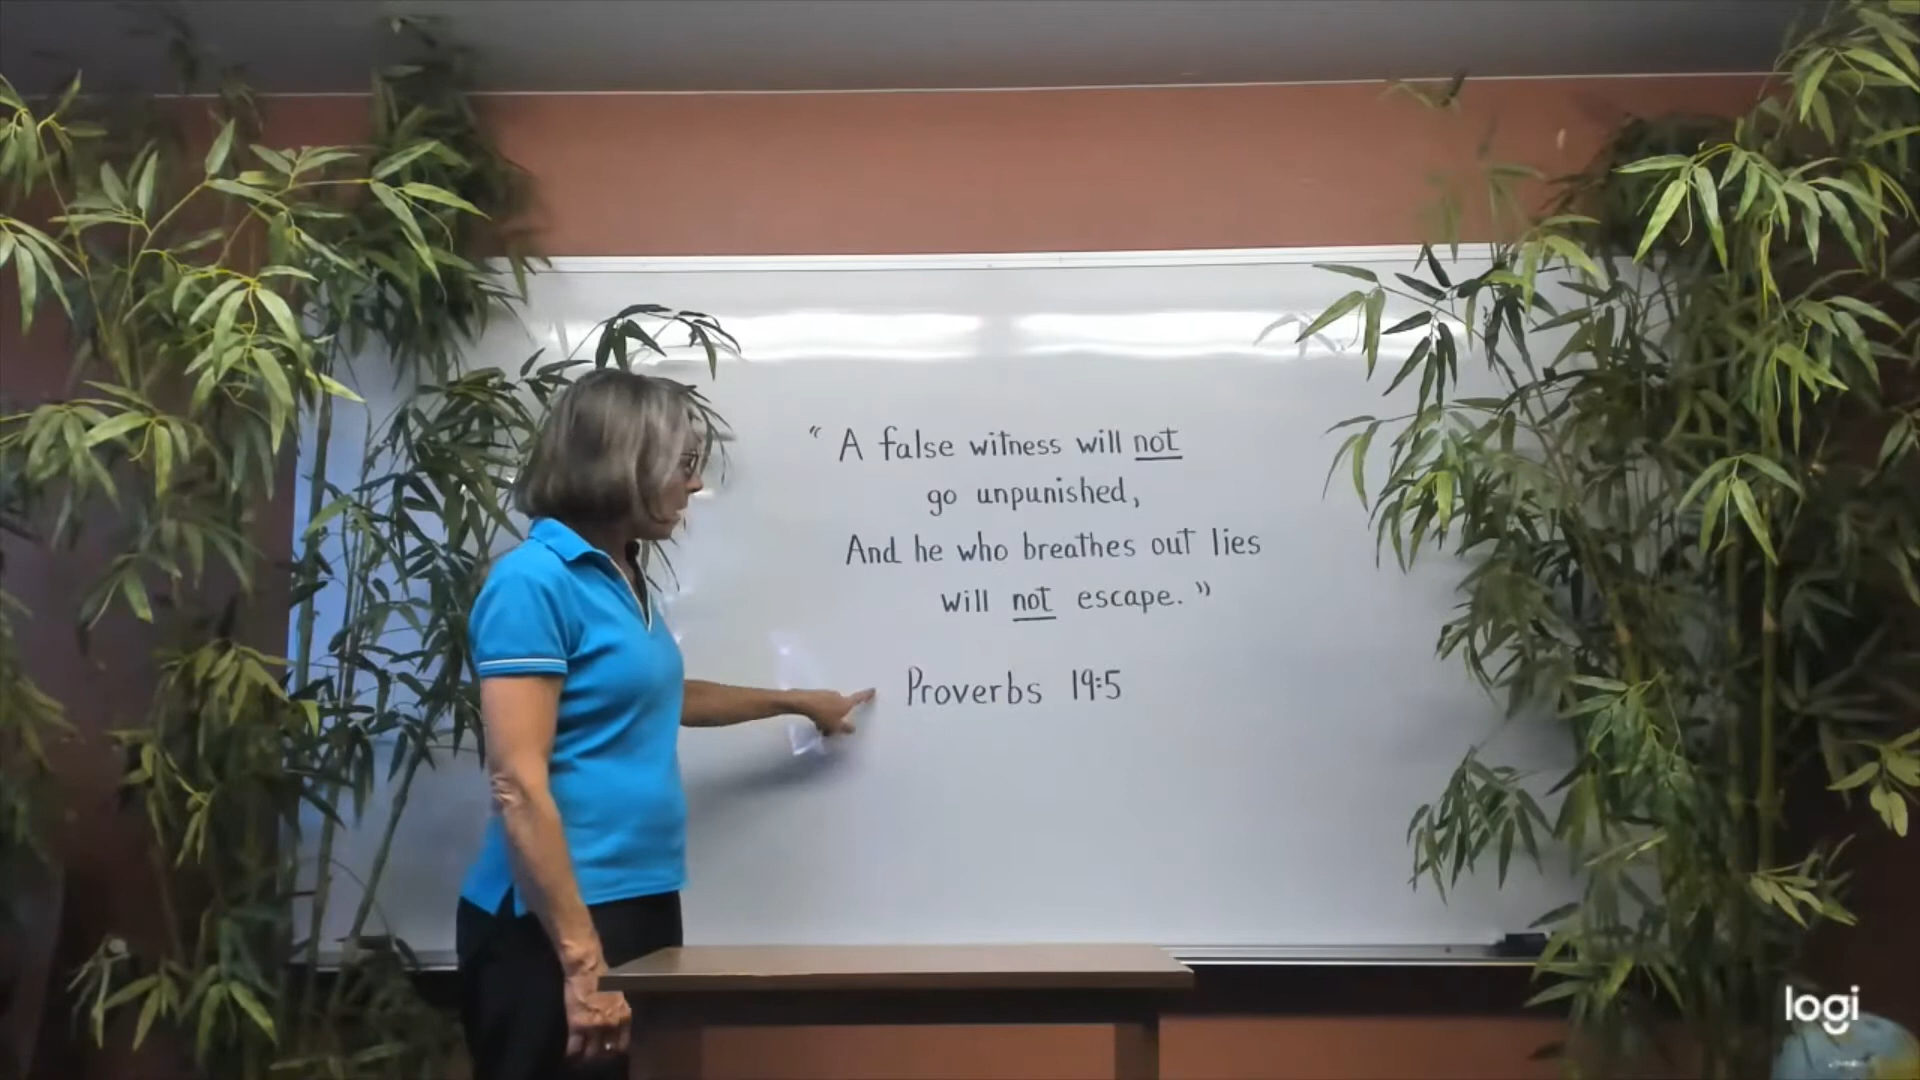 “ A false witness will not
go unpunished,
And he who breathes out lies
will not escape. ”
Proverbs 19:5
logi